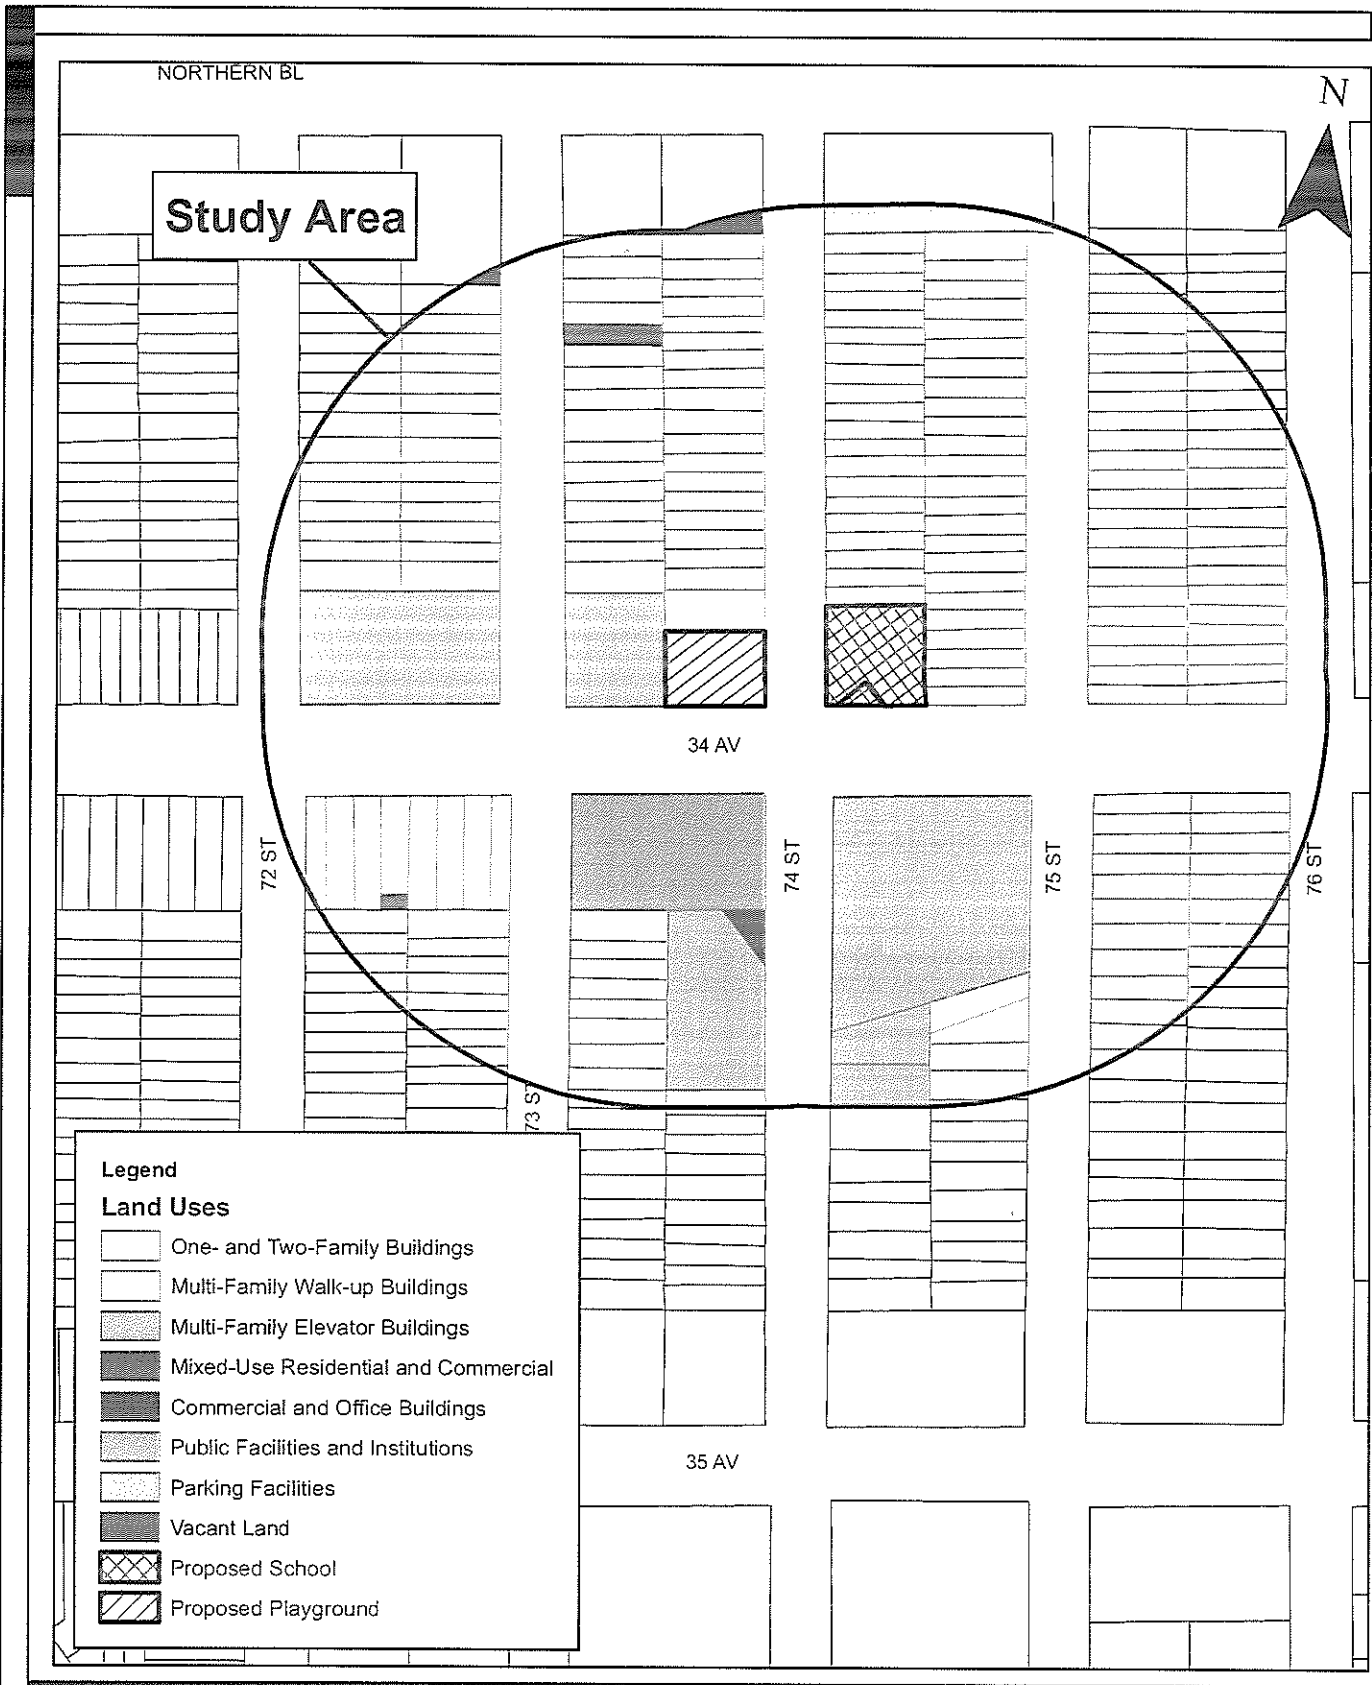 NORTHERN BL
N
Study Area
34 AV
72 ST
74 ST
75 ST
76 ST
73 ST
Legend
Land Uses
One- and Two-Family Buildings
Multi-Family Walk-up Buildings
Multi-Family Elevator Buildings
Mixed-Use Residential and Commercial
Commercial and Office Buildings
Public Facilities and Institutions
Parking Facilities
Vacant Land
Proposed School
Proposed Playground
35 AV